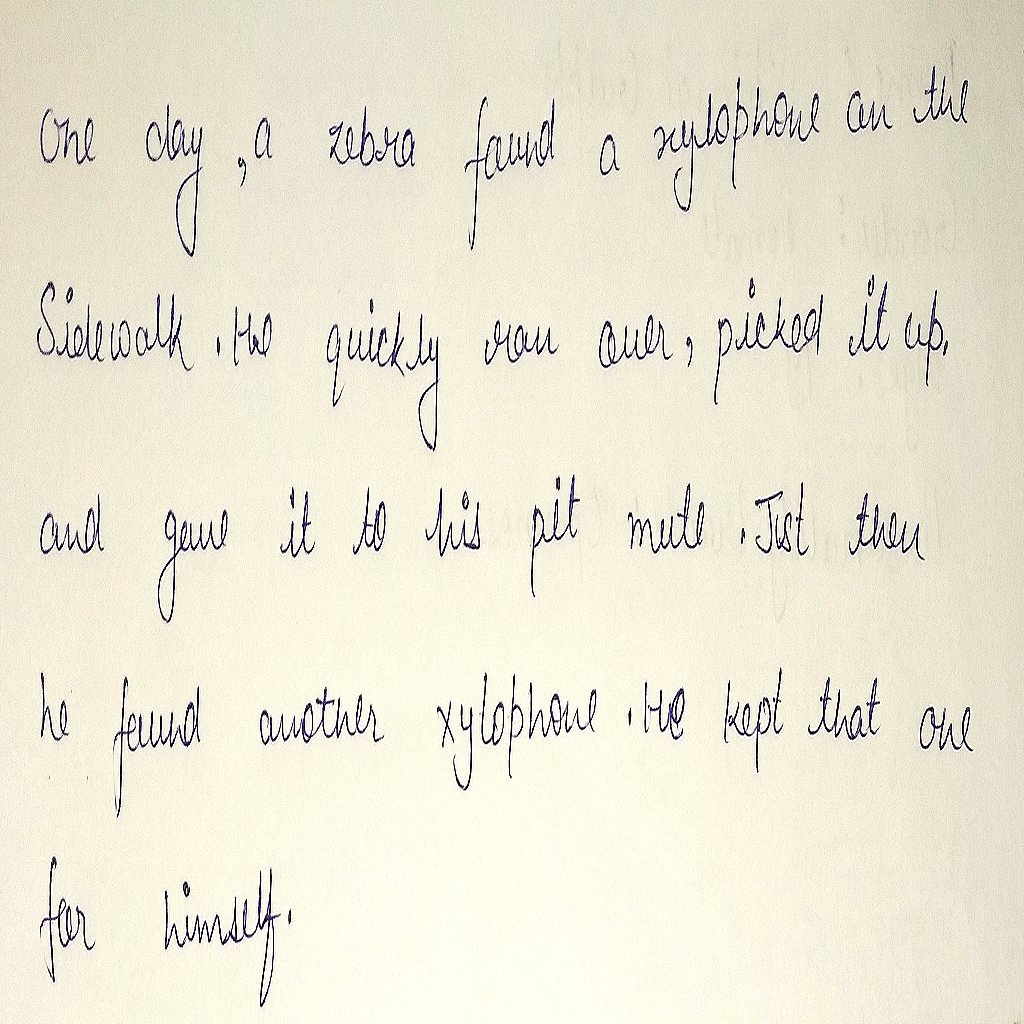 One day, a zebra found a xylophone on the
Sidewalk. He quickly ran over, picked it up.
and gave it to his pit mule. Just then
he found another xylophone. He kept that one
for himself.